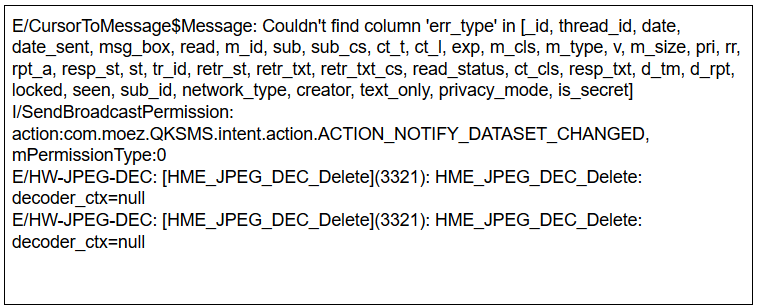 E/CursorToMessage$Message: Couldn't find column 'err_type' in [_id, thread_id, date,
date_sent, msg_box, read, m_id, sub, sub_cs, ct_t, ct_l, exp, m_cls, m_type, v, m_size, pri, rr,
rpt_a, resp_st, st, tr_id, retr_st, retr_txt, retr_txt_cs, read_status, ct_cls, resp_txt, d_tm, d_rpt,
locked, seen, sub_id, network_type, creator, text_only, privacy_mode, is_secret]
I/SendBroadcastPermission:
action:com.moez.QKSMS.intent.action.ACTION_NOTIFY_DATASET_CHANGED,
mPermissionType:0
E/HW-JPEG-DEC: [HME_JPEG_DEC_Delete](3321): HME_JPEG_DEC_Delete:
decoder_ctx=null
E/HW-JPEG-DEC: [HME_JPEG_DEC_Delete](3321): HME_JPEG_DEC_Delete:
decoder_ctx=null